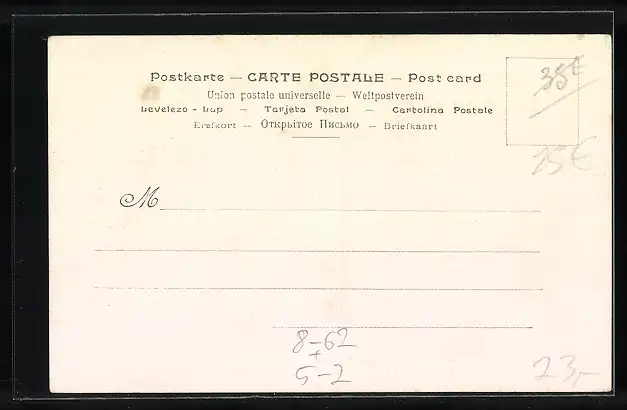 Postkarte — CARTE POSTALE — Post card
Union postale universelle — Weltpostverein
Levelezo - Lap — Tarjeta Postal — Cartolina Postale
Brefkort — Открытое Письмо — Briefkaart
35€
25€
M
8-62
+
5-2
23,-